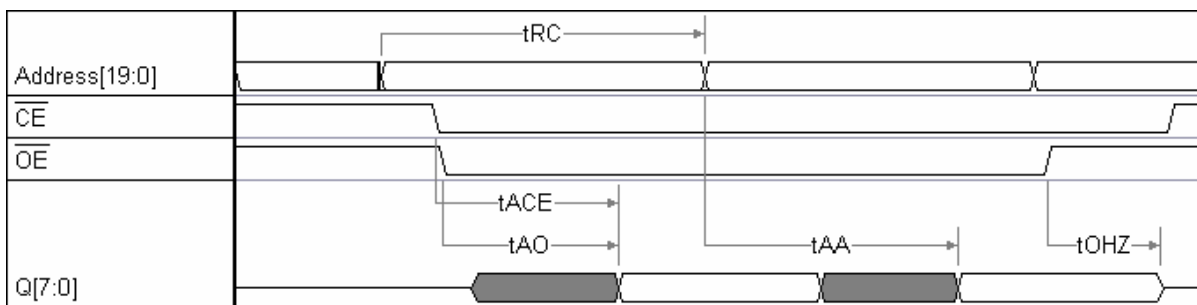 tRC
Address[19:0]
CE
OE
tACE
tAO
tAA
tOHZ
Q[7:0]